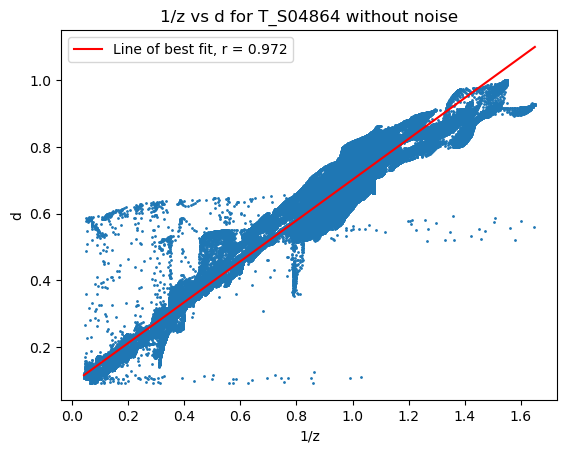 1/z vs d for T_S04864 without noise
Line of best fit, r = 0.972
1.0
0.8
0.6
0.4
0.2
d
0.0 0.2 0.4 0.6 0.8 1.0 1.2 1.4 1.6
1/z